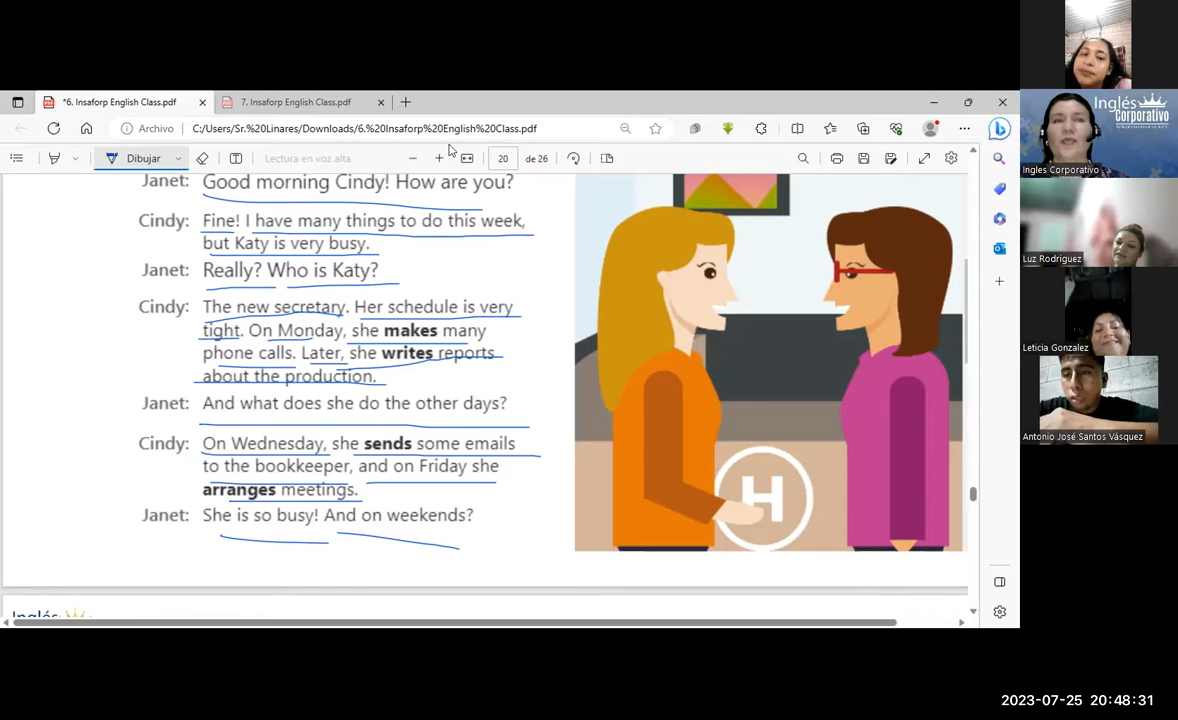 *6. Insaforp English Class.pdf
7. Insaforp English Class.pdf
Archivo
C:/Users/Sr.%20Linares/Downloads/6.%20Insaforp%20English%20Class.pdf
Dibujar
Lectura en voz alta
20
de 26
Janet: Good morning Cindy! How are you?
Cindy: Fine! I have many things to do this week,
but Katy is very busy.
Janet: Really? Who is Katy?
Cindy: The new secretary. Her schedule is very
tight. On Monday, she makes many
phone calls. Later, she writes reports
about the production.
Janet: And what does she do the other days?
Cindy: On Wednesday, she sends some emails
to the bookkeeper, and on Friday she
arranges meetings.
Janet: She is so busy! And on weekends?
H
Inglés
Inglés
Corporativo
Ingles Corporativo
Luz Rodriguez
Leticia Gonzalez
Antonio José Santos Vásquez
2023-07-25 20:48:31